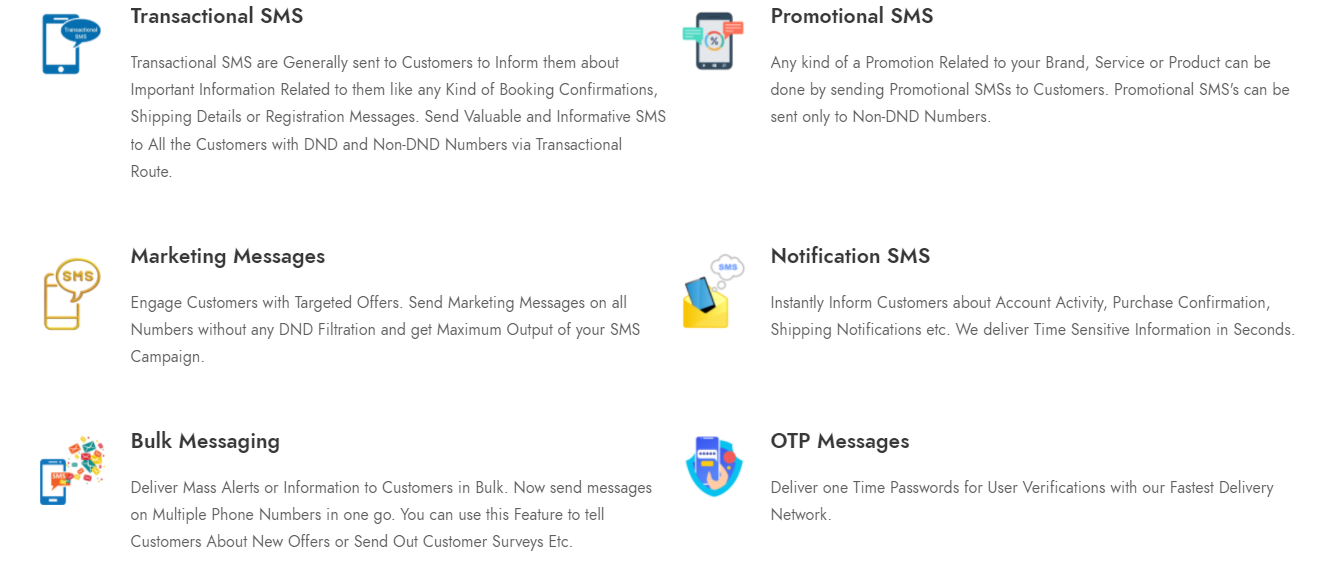 Transactional SMS
Transactional
SMS
Transactional SMS are Generally sent to Customers to Inform them about
Important Information Related to them like any Kind of Booking Confirmations,
Shipping Details or Registration Messages. Send Valuable and Informative SMS
to All the Customers with DND and Non-DND Numbers via Transactional
Route.
Promotional SMS
%
Any kind of a Promotion Related to your Brand, Service or Product can be
done by sending Promotional SMSs to Customers. Promotional SMS's can be
sent only to Non-DND Numbers.
Marketing Messages
SMS
Engage Customers with Targeted Offers. Send Marketing Messages on all
Numbers without any DND Filtration and get Maximum Output of your SMS
Campaign.
Notification SMS
SMS
Instantly Inform Customers about Account Activity, Purchase Confirmation,
Shipping Notifications etc. We deliver Time Sensitive Information in Seconds.
Bulk Messaging
SMS
Deliver Mass Alerts or Information to Customers in Bulk. Now send messages
on Multiple Phone Numbers in one go. You can use this Feature to tell
Customers About New Offers or Send Out Customer Surveys Etc.
OTP Messages
Deliver one Time Passwords for User Verifications with our Fastest Delivery
Network.